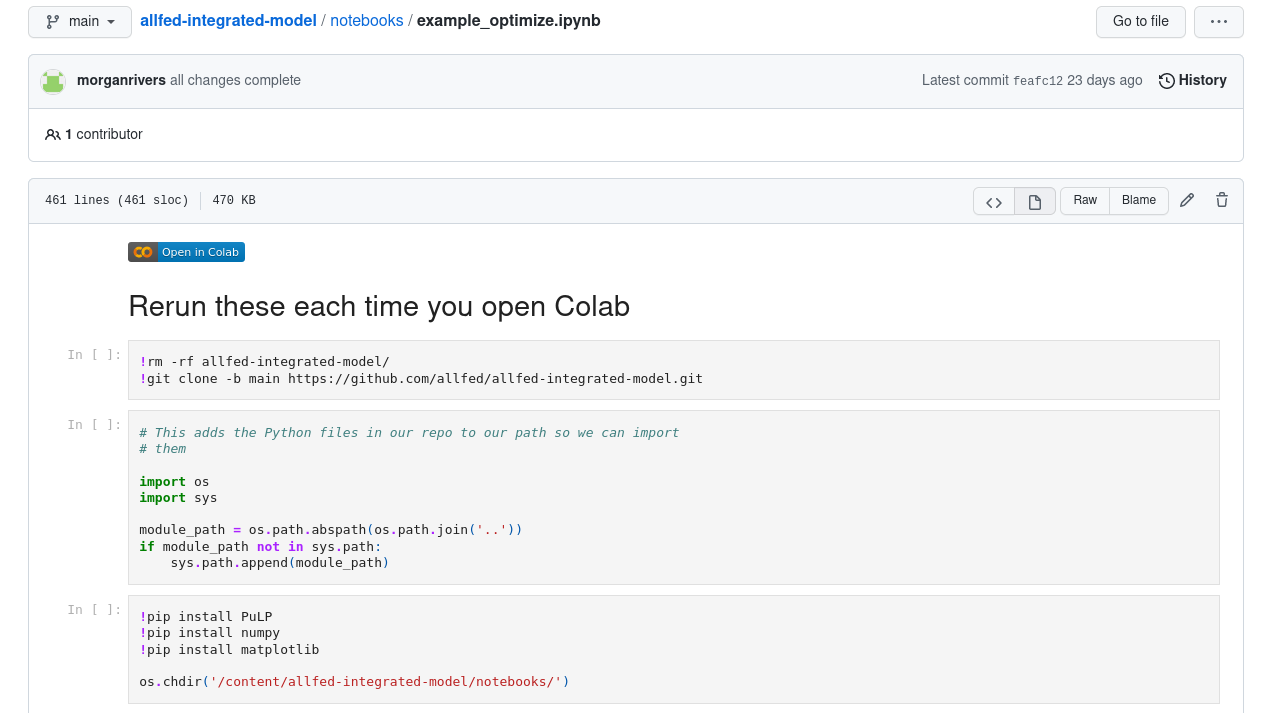 main allfed-integrated-model / notebooks / example_optimize.ipynb Go to file ...
morganrivers all changes complete Latest commit feafc12 23 days ago History
1 contributor
461 lines (461 sloc) 470 KB <> Raw Blame
Open in Colab
Rerun these each time you open Colab
In [ ]: !rm -rf allfed-integrated-model/
!git clone -b main https://github.com/allfed/allfed-integrated-model.git
In [ ]: # This adds the Python files in our repo to our path so we can import
# them
import os
import sys
module_path = os.path.abspath(os.path.join('..'))
if module_path not in sys.path:
    sys.path.append(module_path)
In [ ]: !pip install PuLP
!pip install numpy
!pip install matplotlib
os.chdir('/content/allfed-integrated-model/notebooks/')